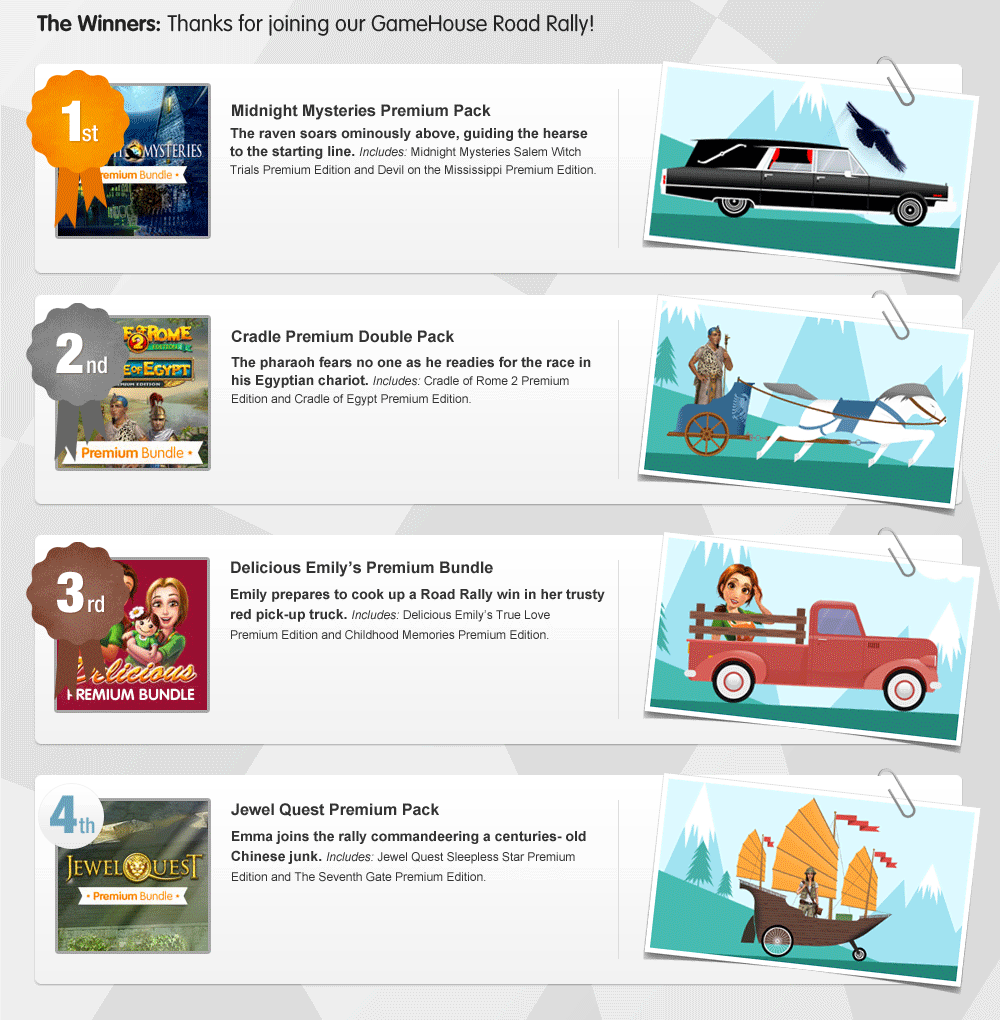 The Winners: Thanks for joining our GameHouse Road Rally!
1st
MYSTERIES
Premium Bundle
Midnight Mysteries Premium Pack
The raven soars ominously above, guiding the hearse
to the starting line. Includes: Midnight Mysteries Salem Witch
Trials Premium Edition and Devil on the Mississippi Premium Edition.
2nd
ROME
2
OF EGYPT
EDITION
Premium Bundle
Cradle Premium Double Pack
The pharaoh fears no one as he readies for the race in
his Egyptian chariot. Includes: Cradle of Rome 2 Premium
Edition and Cradle of Egypt Premium Edition.
3rd
Delicious
PREMIUM BUNDLE
Delicious Emily’s Premium Bundle
Emily prepares to cook up a Road Rally win in her trusty
red pick-up truck. Includes: Delicious Emily’s True Love
Premium Edition and Childhood Memories Premium Edition.
4th
JEWEL QUEST
• Premium Bundle •
Jewel Quest Premium Pack
Emma joins the rally commandeering a centuries- old
Chinese junk. Includes: Jewel Quest Sleepless Star Premium
Edition and The Seventh Gate Premium Edition.